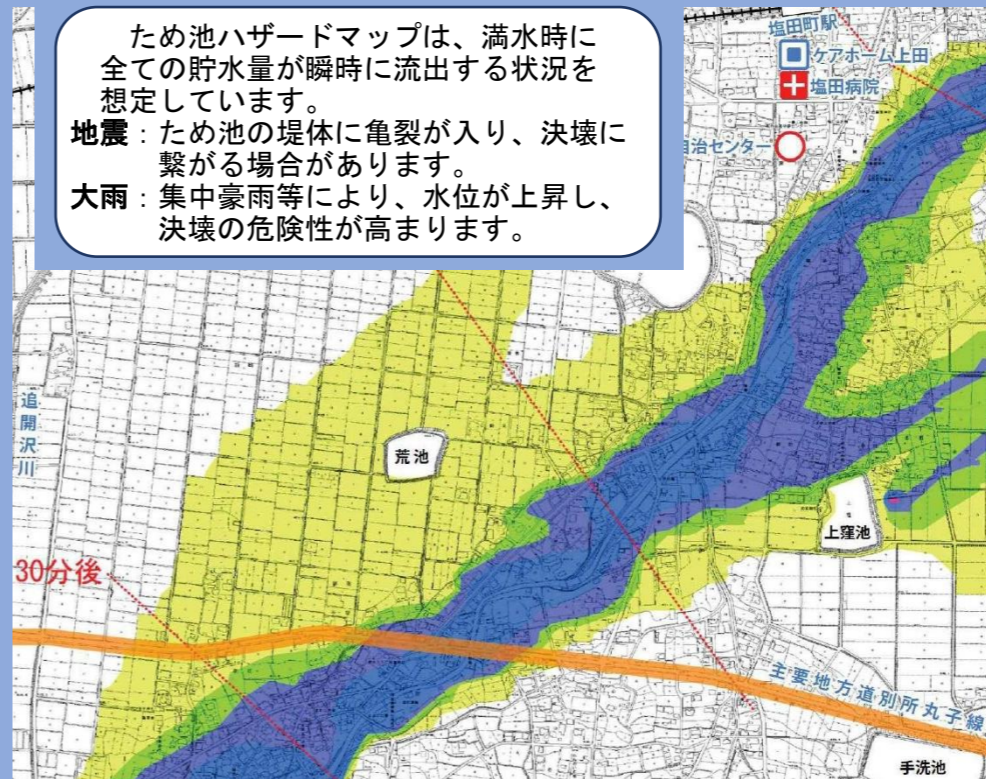 ため池ハザードマップは、満水時に
全ての貯水量が瞬時に流出する状況を
想定しています。
地震：ため池の堤体に亀裂が入り、決壊に
繋がる場合があります。
大雨：集中豪雨等により、水位が上昇し、
決壊の危険性が高まります。
塩田町駅
ケアホーム上田
塩田病院
自治センター
追開沢川
荒池
上窪池
30分後
主要地方道別所丸子線
手洗池